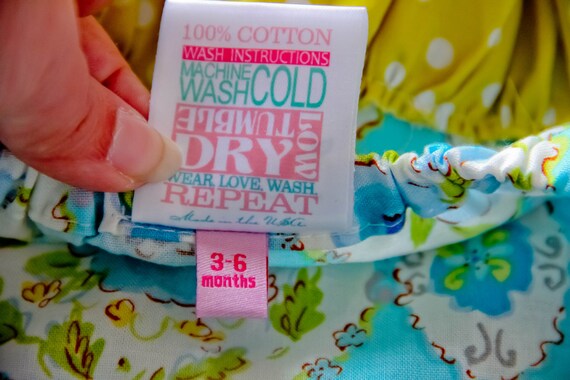 100% COTTON
WASH INSTRUCTIONS
MACHINE
WASH COLD
TUMBLE
DRY LOW
WEAR, LOVE, WASH,
REPEAT
Made in the USA
3-6
months